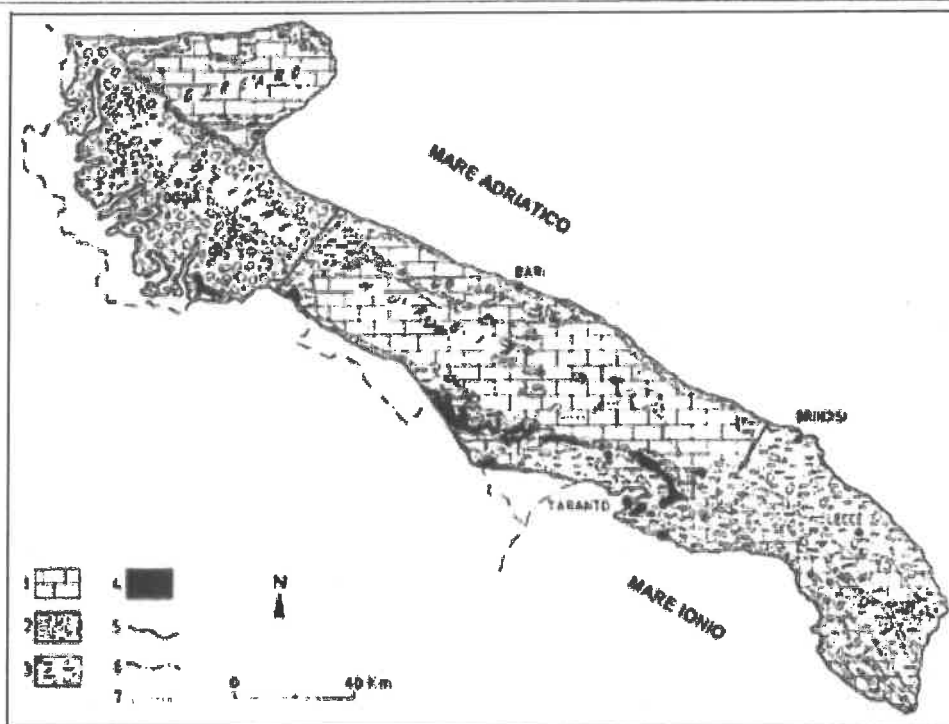 G A R G A N O
MARE ADRIATICO
BARI
BRINDISI
TARANTO
LECCE
MARE IONIO
N
1
2
3
4
5
6
7
0 40 Km